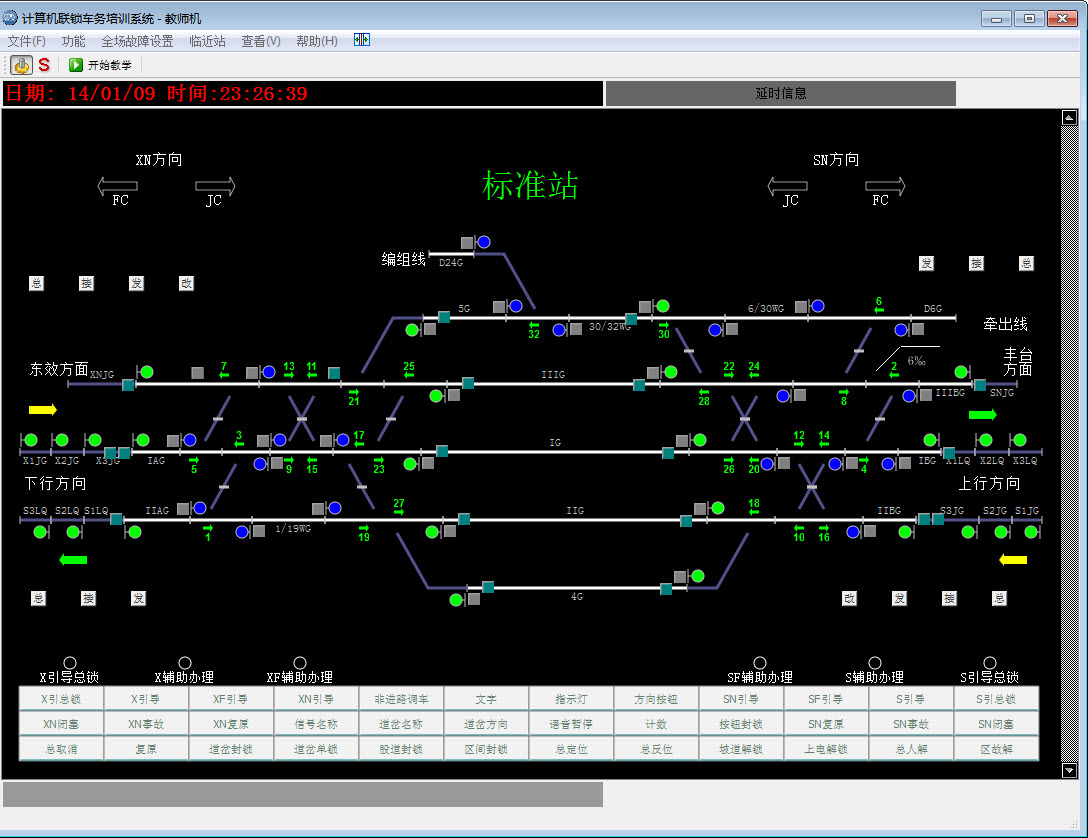 计算机联锁车务培训系统 - 教师机
文件(F) 功能 全场故障设置 临近站 查看(V) 帮助(H)
S 开始教学
日期: 14/01/09 时间:23:26:39 延时信息
XN方向 SN方向
标准站
FC JC JC FC
编组线 D24G
发 接 总
总 接 发 改
5G 6/30WG 6 D6G
32 30/32WG 30 牵出线
东效方面 XNJG 7 13 11 25 IIIG 22 24 2 6‰ 丰台方面
21 28 8 IIIBG SNJG
3 17 IG 12 14
X1JG X2JG X3JG IAG 5 9 15 23 26 20 4 IBG X1LQ X2LQ X3LQ
下行方向 上行方向
S3LQ S2LQ S1LQ IIAG 27 IIG 18 IIBG S3JG S2JG S1JG
1 1/19WG 19 10 16
4G
总 接 发 改 发 接 总
X引导总锁 X辅助办理 XF辅助办理 SF辅助办理 S辅助办理 S引导总锁
X引总锁 X引导 XF引导 XN引导 非进路调车 文字 指示灯 方向按钮 SN引导 SF引导 S引导 S引总锁
XN闭塞 XN事故 XN复原 信号名称 道岔名称 道岔方向 语音暂停 计数 按钮封锁 SN复原 SN事故 SN闭塞
总取消 复原 道岔封锁 道岔单锁 股道封锁 区间封锁 总定位 总反位 坡道解锁 上电解锁 总人解 区故解